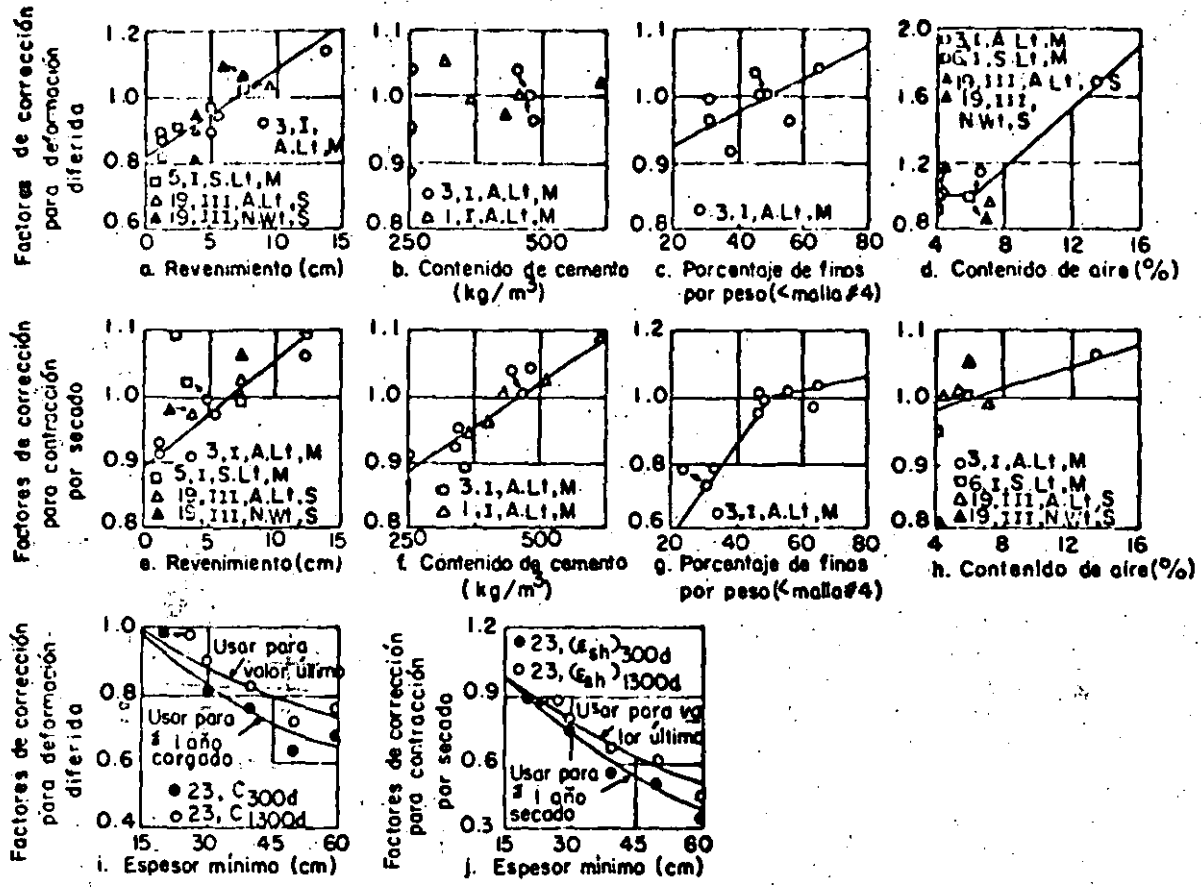 Factores de corrección
para deformación
diferida
1.2
1.0
0.8
0.6
3, I,
A.Lt, M
5, I, S.Lt, M
19, III, A.Lt, S
19, III, N.Wt, S
0 5 10 15
a. Revenimiento (cm)
1.1
1.0
0.9
0.8
3, I, A.Lt, M
1, I, A.Lt, M
250 500
b. Contenido de cemento
(kg/m³)
1.1
1.0
0.9
0.8
3, I, A.Lt, M
20 40 60 80
c. Porcentaje de finos
por peso(<malla#4)
2.0
1.6
1.2
0.8
3, I, A.Lt, M
6, I, S.Lt, M
19, III, A.Lt, S
19, III,
N.Wt, S
4 8 12 16
d. Contenido de aire(%)
Factores de corrección
para contracción
por secado
1.1
1.0
0.9
0.8
3, I, A.Lt, M
5, I, S.Lt, M
19, III, A.Lt, S
19, III, N.Wt, S
0 5 10 15
e. Revenimiento (cm)
1.1
1.0
0.9
0.8
3, I, A.Lt, M
1, I, A.Lt, M
250 500
f. Contenido de cemento
(kg/m³)
1.2
1.0
0.8
0.6
3, I, A.Lt, M
20 40 60 80
g. Porcentaje de finos
por peso(<malla#4)
1.1
1.0
0.9
0.8
3, I, A.Lt, M
6, I, S.Lt, M
19, III, A.Lt, S
19, III, N.Wt, S
4 8 12 16
h. Contenido de aire(%)
Factores de corrección
para deformación
diferida
1.0
0.8
0.6
0.4
Usar para
valor último
Usar para
1 año
cargado
23, C300d
23, C1300d
15 30 45 60
i. Espesor mínimo (cm)
Factores de corrección
para contracción
por secado
1.2
0.9
0.6
0.3
23, (εsh)300d
23, (εsh)1300d
Usar para va
lor último
Usar para
1 año
secado
15 30 45 60
j. Espesor mínimo (cm)